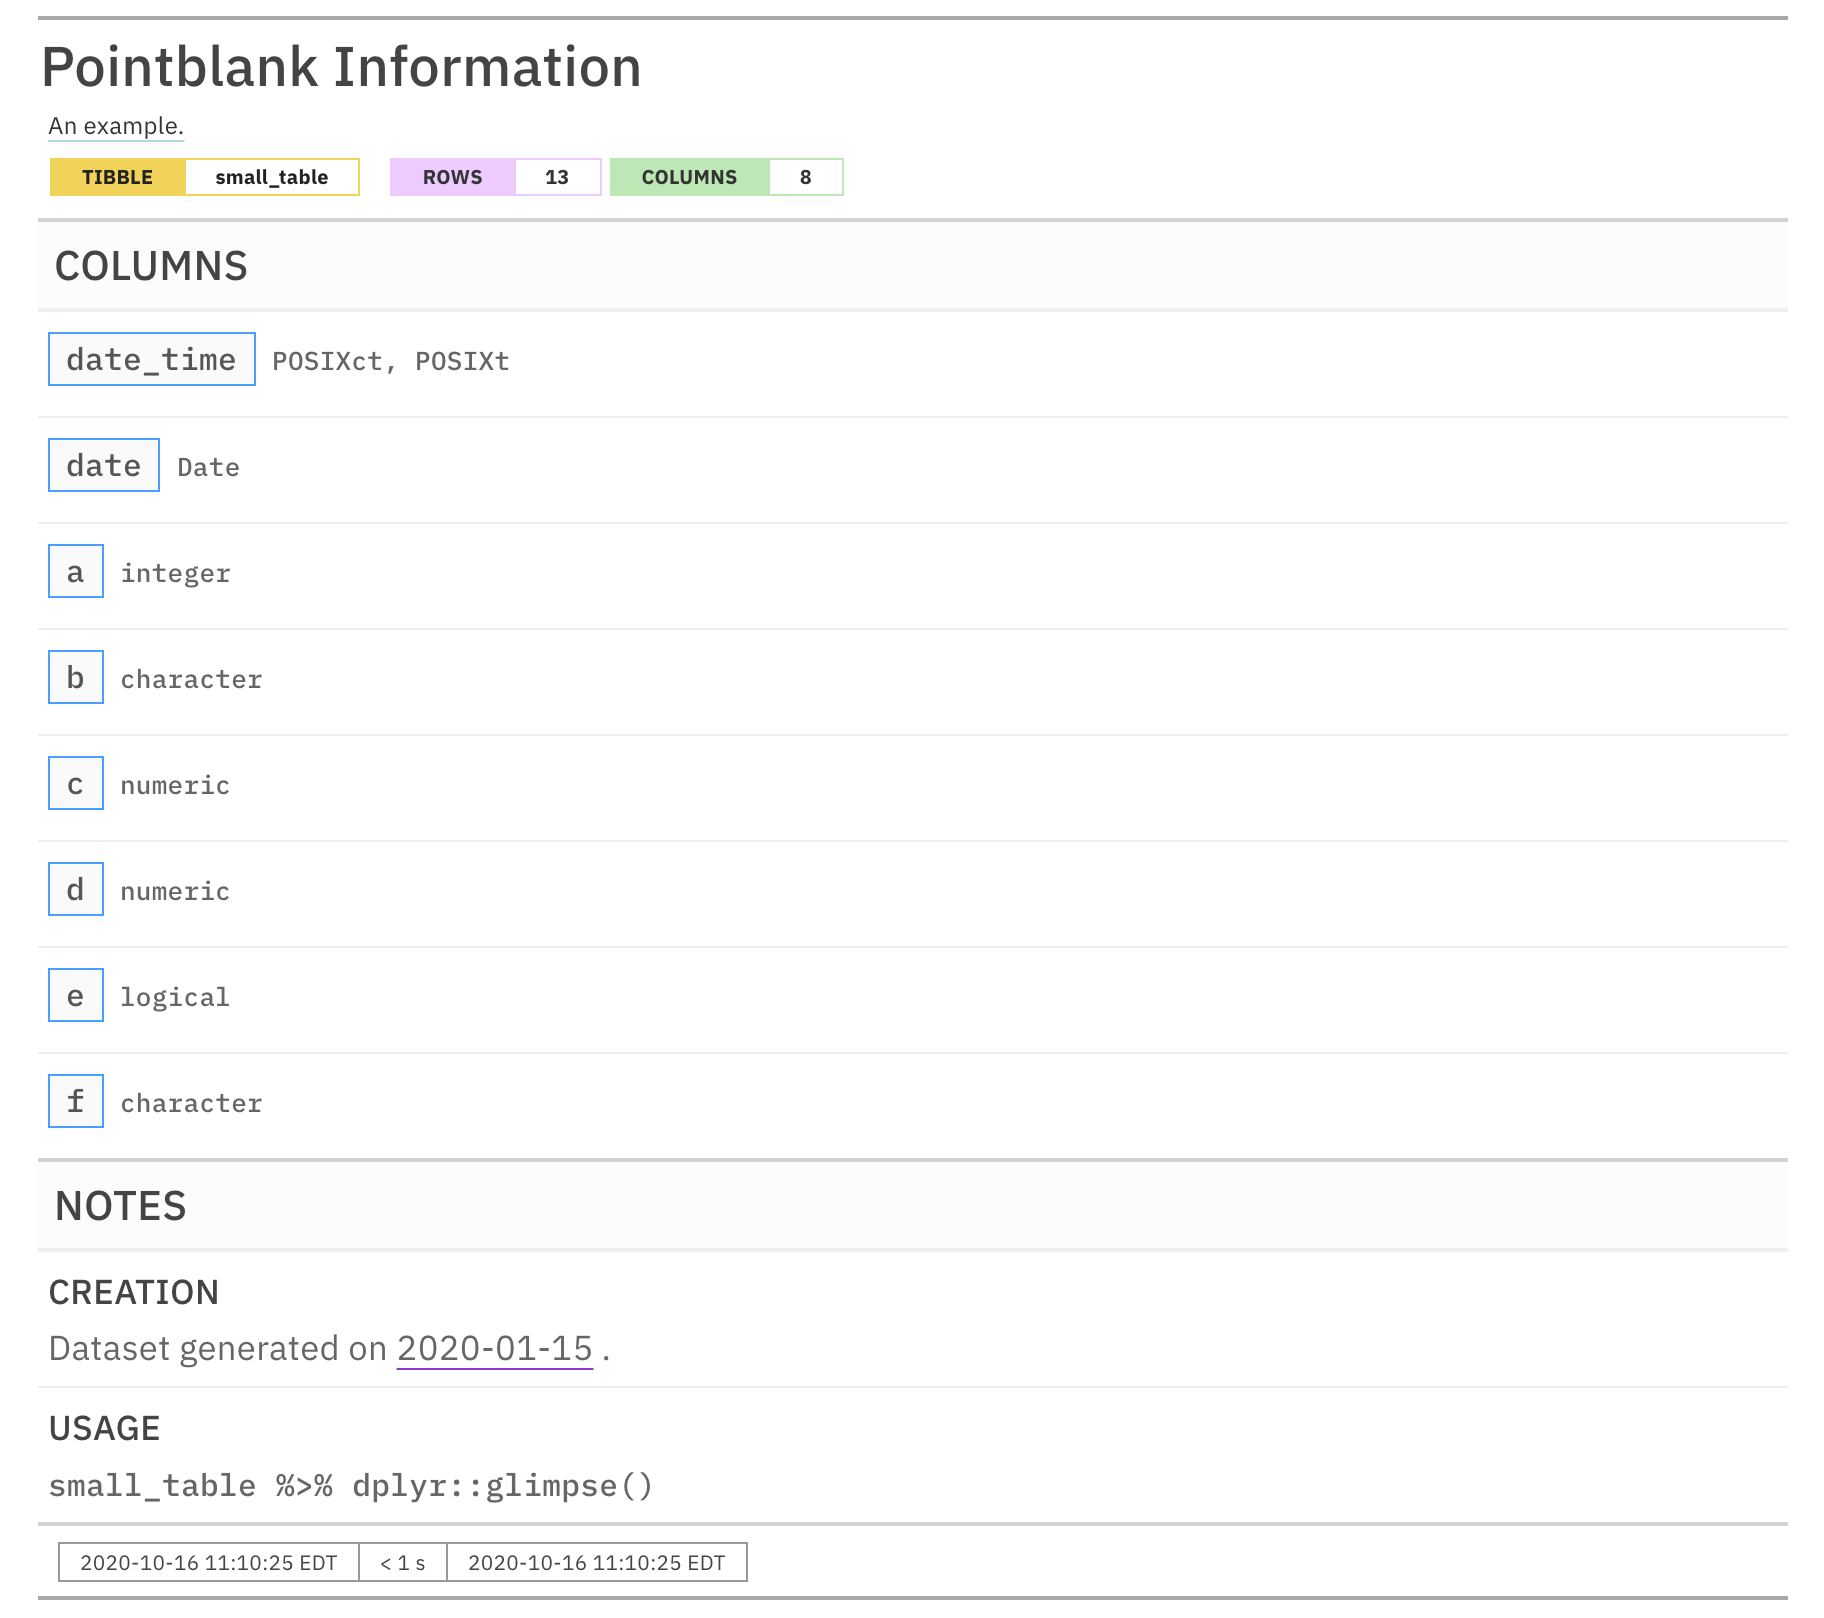 Pointblank Information
An example.
TIBBLE small_table ROWS 13 COLUMNS 8
COLUMNS
date_time POSIXct, POSIXt
date Date
a integer
b character
c numeric
d numeric
e logical
f character
NOTES
CREATION
Dataset generated on 2020-01-15 .
USAGE
small_table %>% dplyr::glimpse()
2020-10-16 11:10:25 EDT < 1 s 2020-10-16 11:10:25 EDT